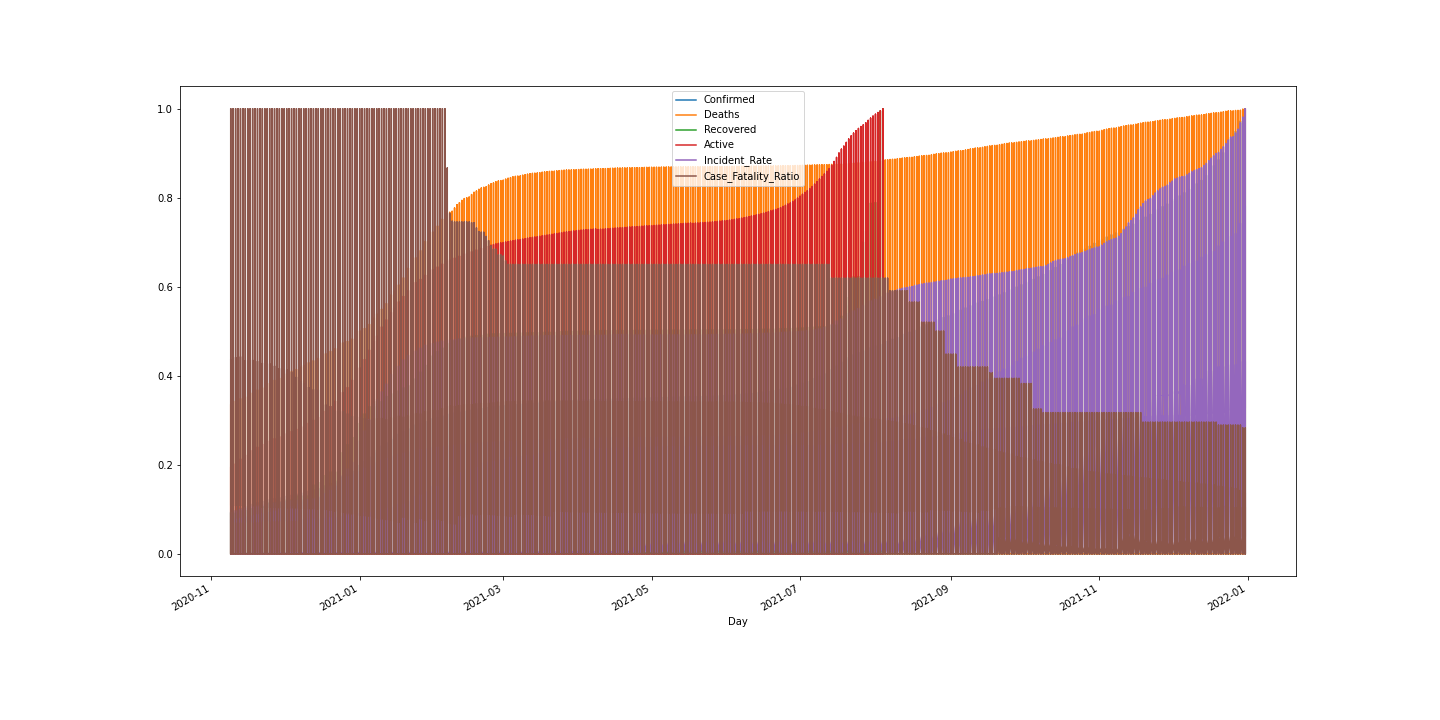 Confirmed
Deaths
Recovered
Active
Incident_Rate
Case_Fatality_Ratio
1.0
0.8
0.6
0.4
0.2
0.0
2020-11
2021-01
2021-03
2021-05
2021-07
2021-09
2021-11
2022-01
Day